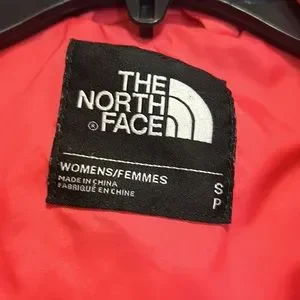 THE
NORTH
® FACE
WOMENS/FEMMES
MADE IN CHINA
FABRIQUÉ EN CHINE
S
P